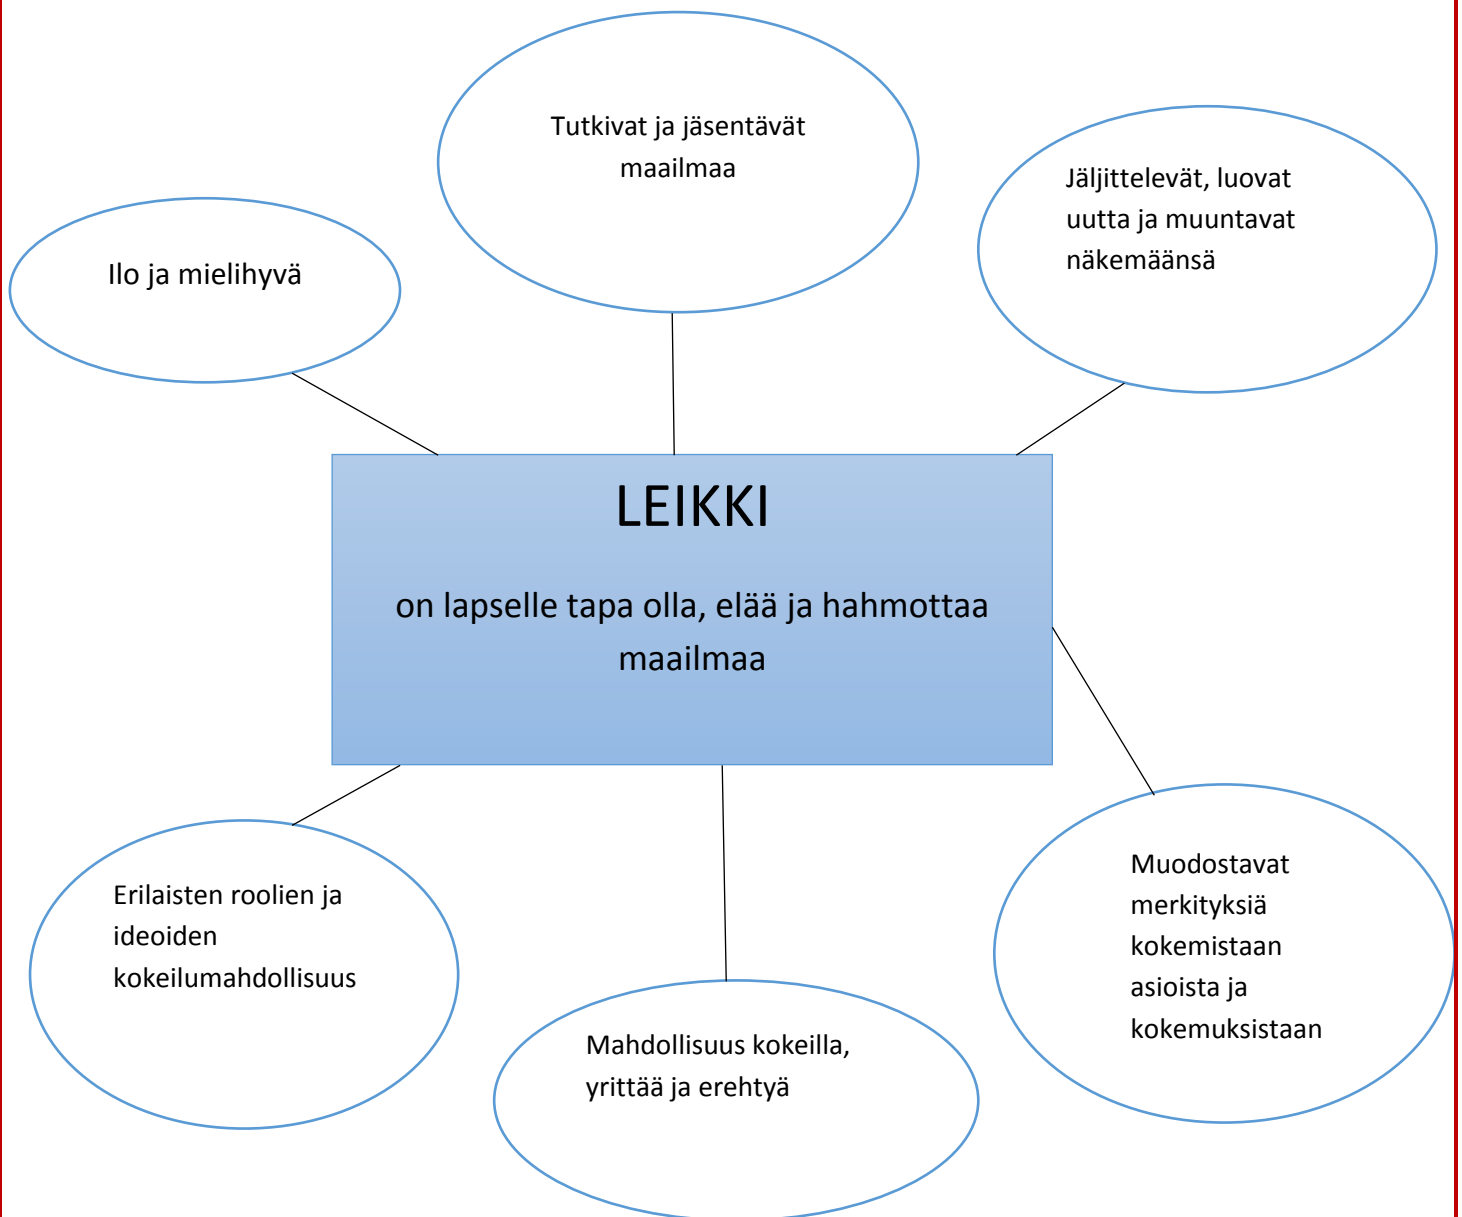 Tutkivat ja jäsentävät
maailmaa
Jäljittelevät, luovat
uutta ja muuntavat
näkemäänsä
Ilo ja mielihyvä
LEIKKI
on lapselle tapa olla, elää ja hahmottaa
maailmaa
Erilaisten roolien ja
ideoiden
kokeilumahdollisuus
Mahdollisuus kokeilla,
yrittää ja erehtyä
Muodostavat
merkityksiä
kokemistaan
asioista ja
kokemuksistaan